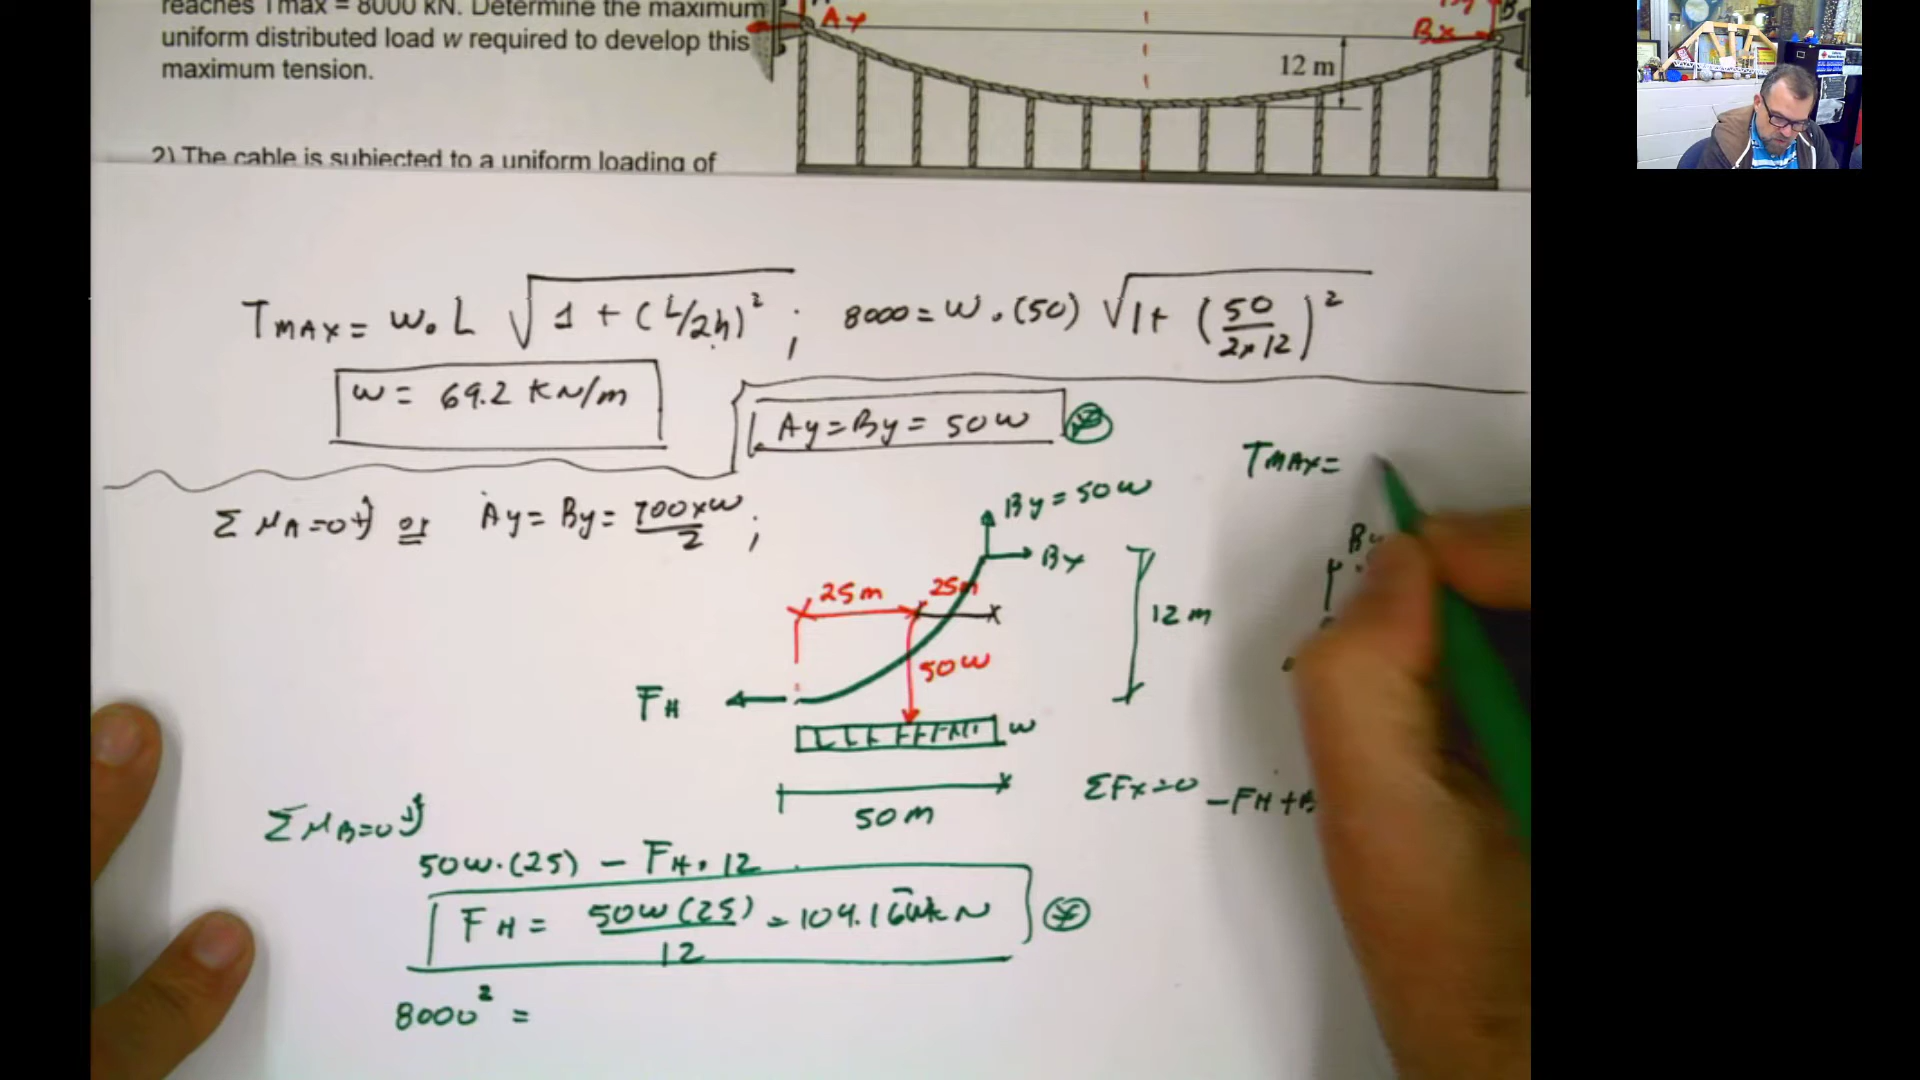 reaches Tmax = 8000 kN. Determine the maximum
uniform distributed load w required to develop this
maximum tension.
Ay
Bx
B
12 m
2) The cable is subjected to a uniform loading of
TMAX = w₀ L √1 + (L/2h)² ; 8000 = w . (50) √1+ (50/2x12)²
w = 69.2 KN/m
Ay = By = 50w
TMAX =
ΣMA=0 or Ay = By = 100xw/2 ;
By = 50w
Bx
25m 25m
12 m
50w
FH
w
50 m
ΣFx=0 -FH+B
ΣMB=0
50w.(25) - FH.12
FH = 50w(25)/12 = 104.16w kN
8000² =